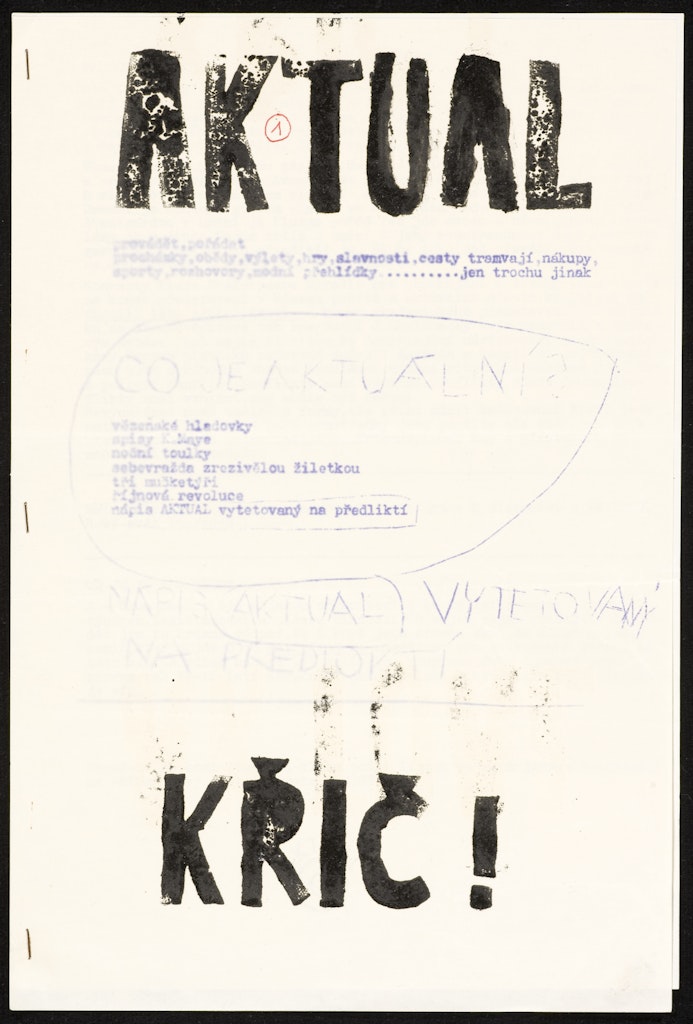 AKTUAL
1
provádět,pořádat
procházky,obědy,výlety,hry,slavnosti,cesty tramvají,nákupy,
sporty,rozhovory,modní přehlídky.........jen trochu jinak
CO JE AKTUÁLNÍ?
vězeňské hladovky
spisy K.Maye
noční toulky
sebevražda zrezivělou žiletkou
tři mušketýři
říjnová revoluce
nápis AKTUAL vytetovaný na předliktí
NÁPIS AKTUAL VYTETOVANÝ
NA PŘEDLOKTÍ
KŘIČ!